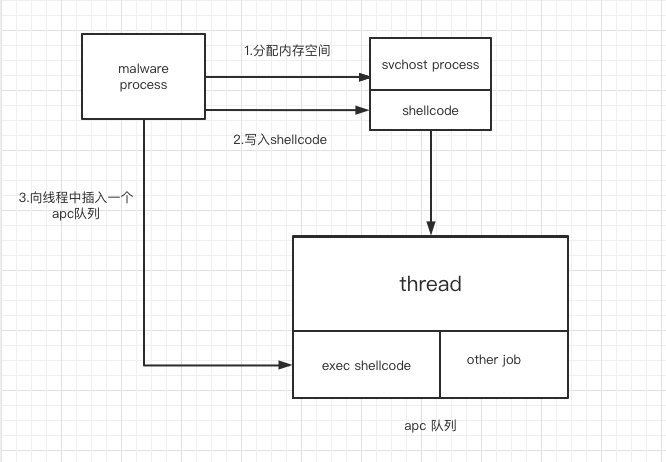 malware
process
1.分配内存空间
svchost process
shellcode
2.写入shellcode
3.向线程中插入一个
apc队列
thread
exec shellcode
other job
apc 队列